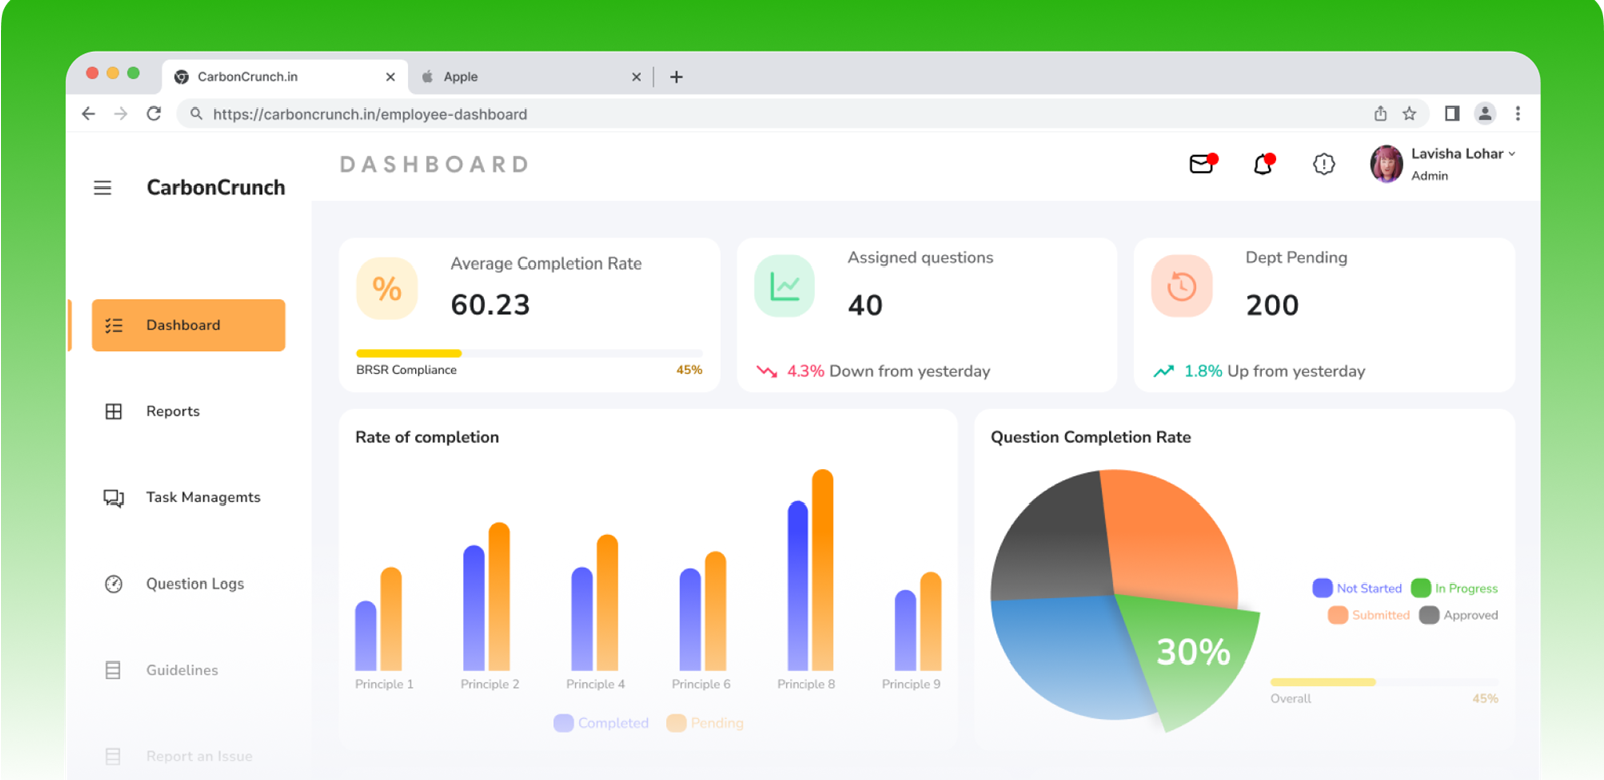 CarbonCrunch.in
Apple
https://carboncrunch.in/employee-dashboard
CarbonCrunch
DASHBOARD
Lavisha Lohar
Admin
Dashboard
Reports
Task Managemts
Question Logs
Guidelines
Report an Issue
%
Average Completion Rate
60.23
BRSR Compliance
45%
Assigned questions
40
4.3% Down from yesterday
Dept Pending
200
1.8% Up from yesterday
Rate of completion
Principle 1
Principle 2
Principle 4
Principle 6
Principle 8
Principle 9
Completed
Pending
Question Completion Rate
30%
Not Started
In Progress
Submitted
Approved
Overall
45%